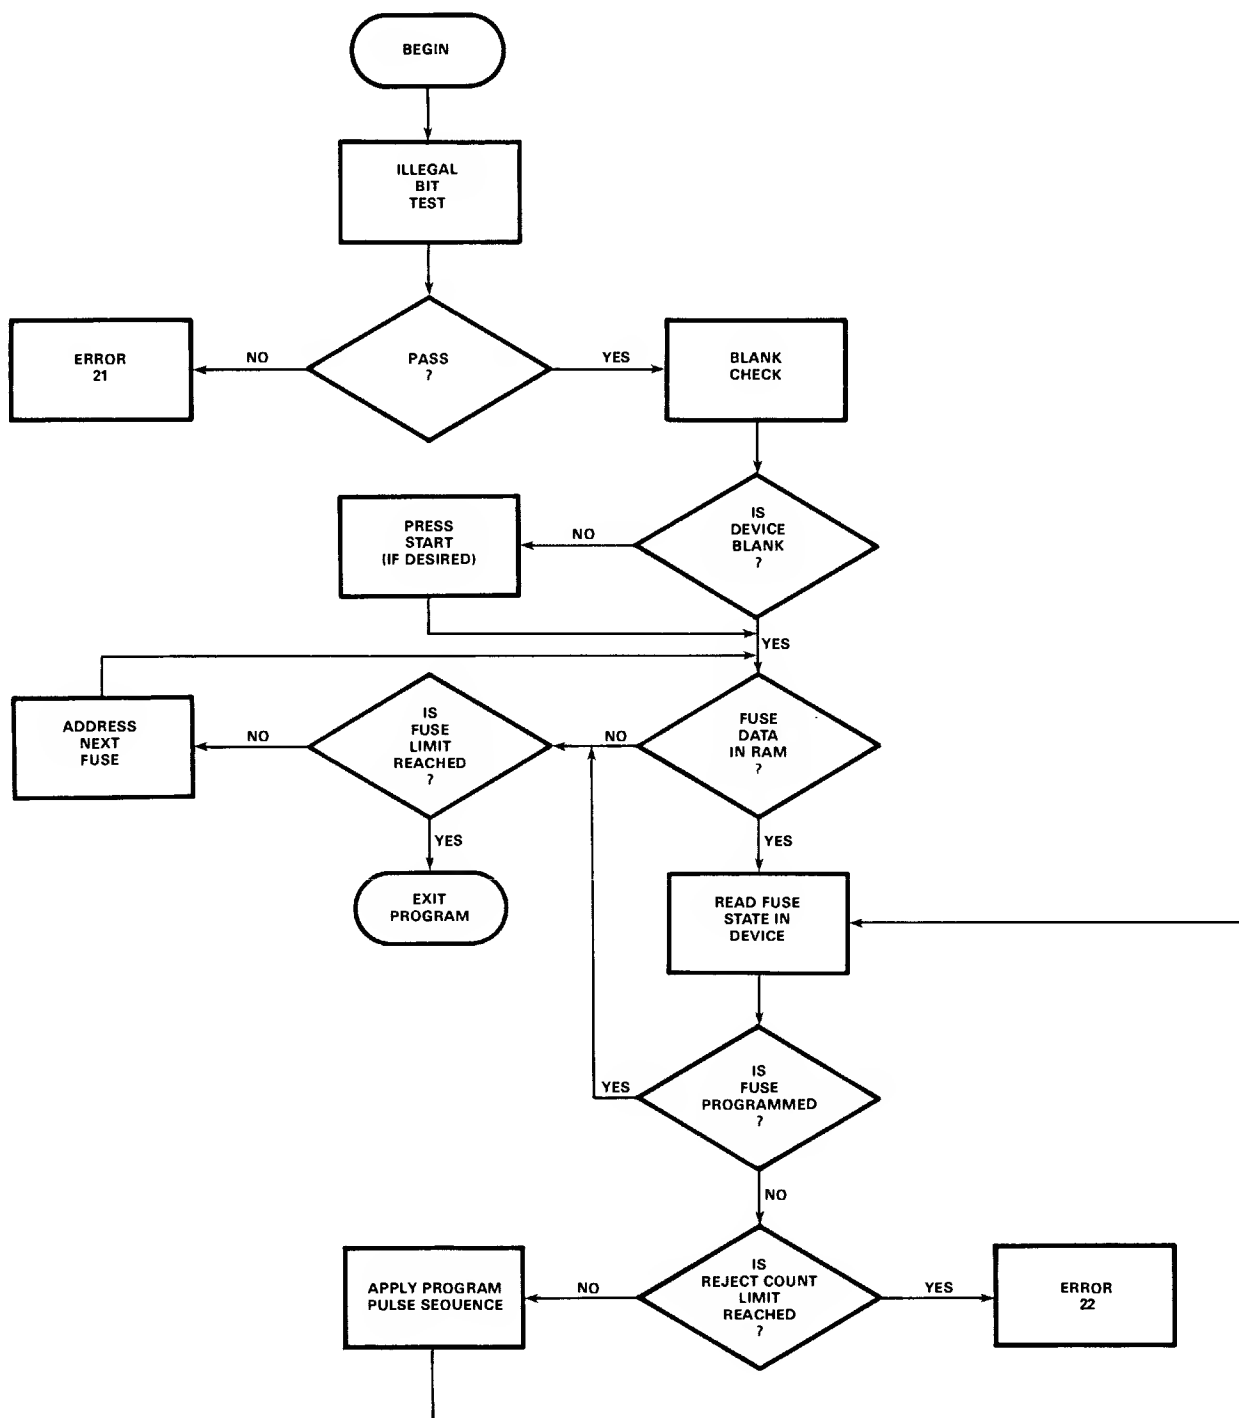 BEGIN
ILLEGAL
BIT
TEST
ERROR
21
NO
PASS
?
YES
BLANK
CHECK
PRESS
START
(IF DESIRED)
NO
IS
DEVICE
BLANK
?
YES
ADDRESS
NEXT
FUSE
NO
IS
FUSE
LIMIT
REACHED
?
NO
FUSE
DATA
IN RAM
?
YES
YES
EXIT
PROGRAM
READ FUSE
STATE IN
DEVICE
YES
IS
FUSE
PROGRAMMED
?
NO
APPLY PROGRAM
PULSE SEQUENCE
NO
IS
REJECT COUNT
LIMIT
REACHED
?
YES
ERROR
22